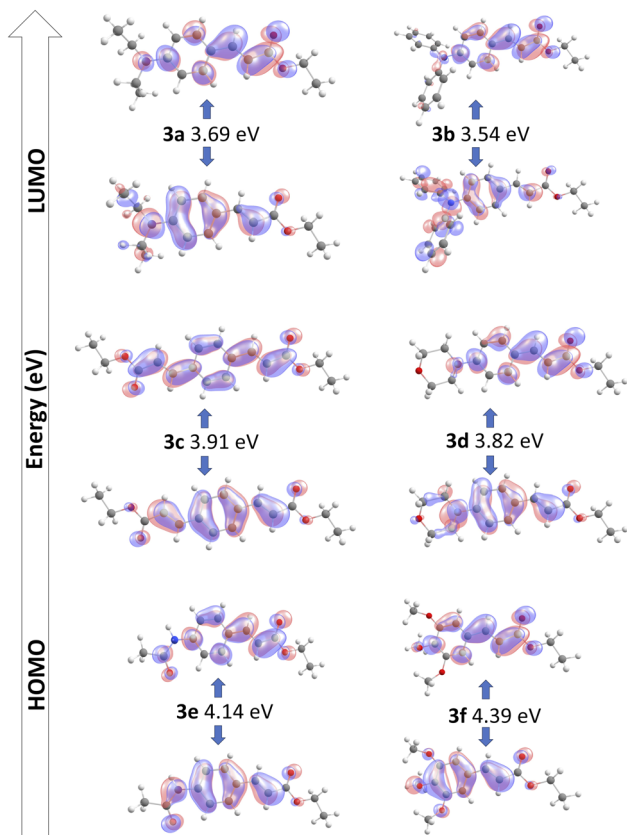 LUMO
Energy (eV)
HOMO
3a 3.69 eV
3b 3.54 eV
3c 3.91 eV
3d 3.82 eV
3e 4.14 eV
3f 4.39 eV